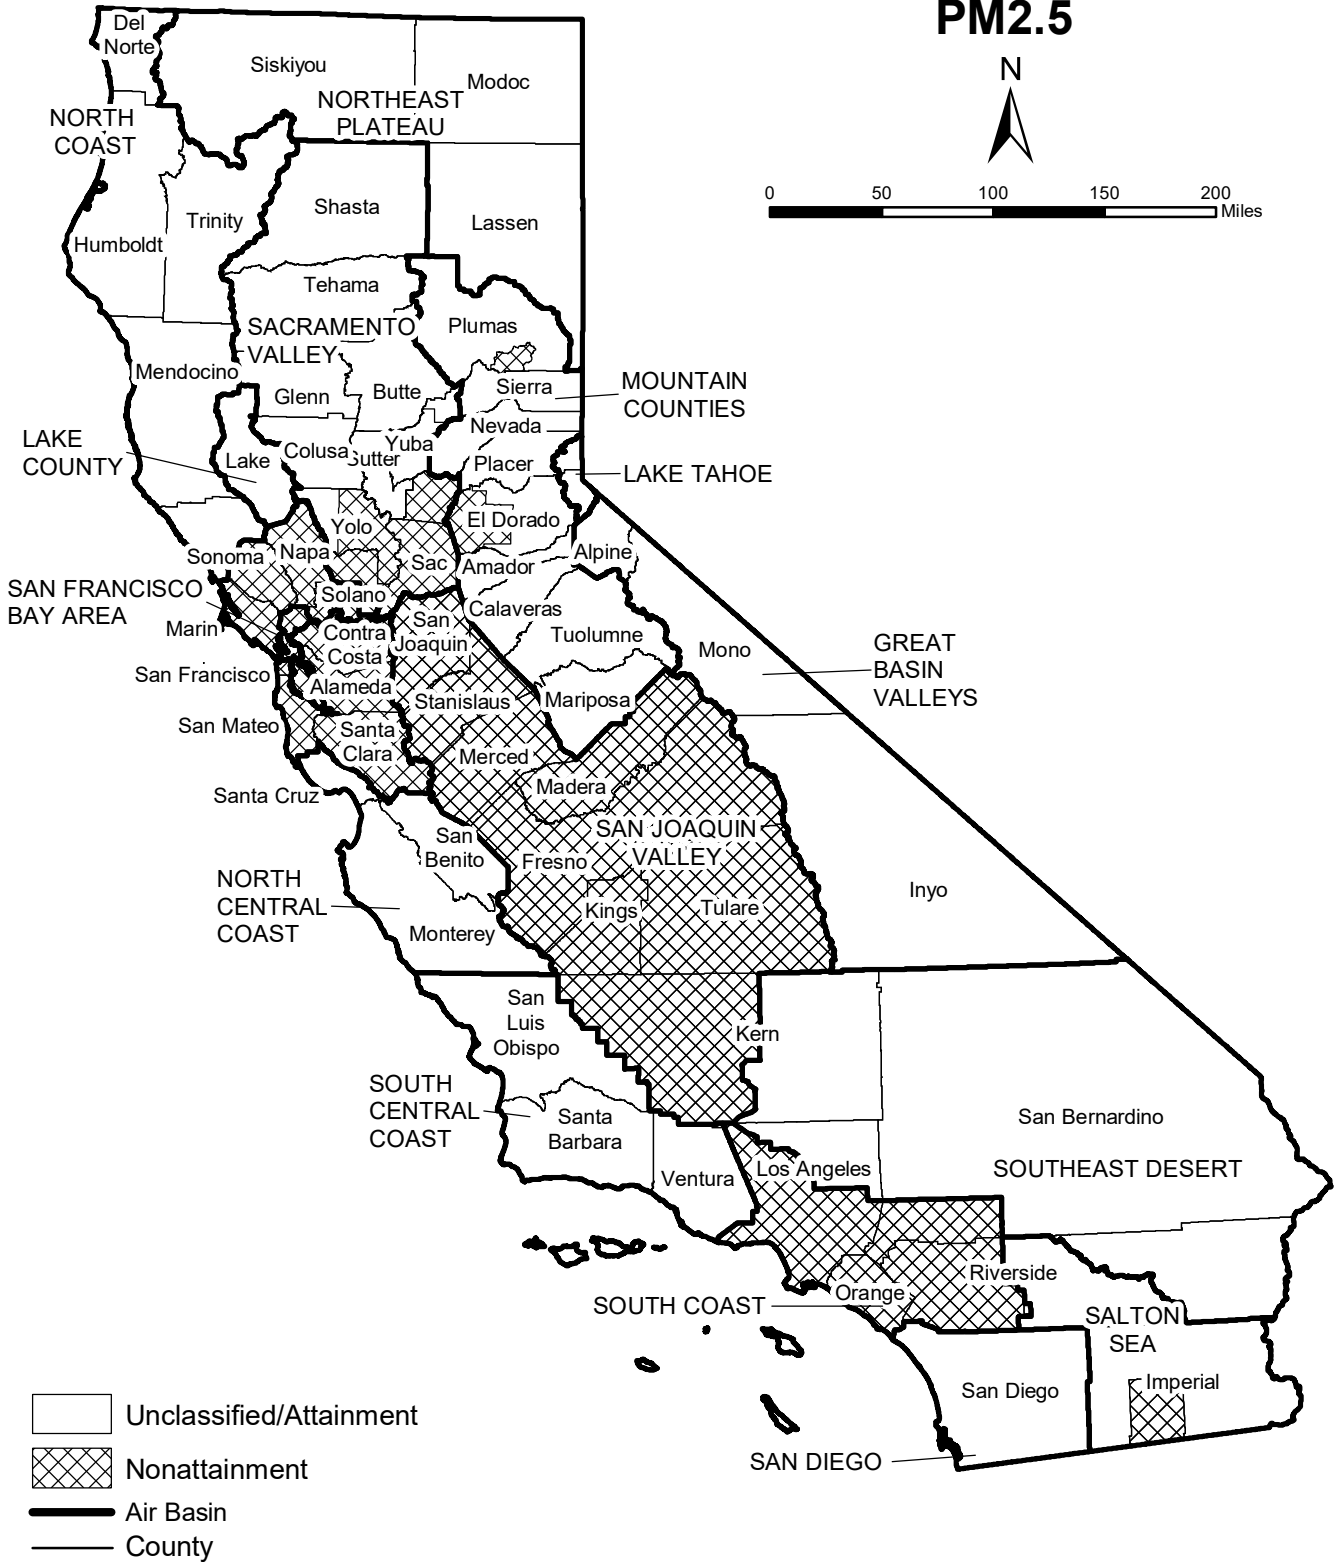 PM2.5
N
0 50 100 150 200
Miles
Del
Norte
Siskiyou
Modoc
NORTHEAST
PLATEAU
NORTH
COAST
Shasta
Trinity
Lassen
Humboldt
Tehama
SACRAMENTO
VALLEY
Plumas
Mendocino
Glenn
Butte
Sierra
MOUNTAIN
COUNTIES
Nevada
LAKE
COUNTY
Lake
Colusa
Yuba
Sutter
Placer
LAKE TAHOE
Yolo
El Dorado
Sonoma
Napa
Sac
Amador
Alpine
SAN FRANCISCO
BAY AREA
Solano
Calaveras
Marin
Contra
Costa
San
Joaquin
Tuolumne
Mono
GREAT
BASIN
VALLEYS
San Francisco
Alameda
Stanislaus
Mariposa
San Mateo
Santa
Clara
Merced
Madera
Santa Cruz
SAN JOAQUIN
VALLEY
San
Benito
Fresno
NORTH
CENTRAL
COAST
Kings
Tulare
Inyo
Monterey
San
Luis
Obispo
Kern
SOUTH
CENTRAL
COAST
Santa
Barbara
San Bernardino
Ventura
Los Angeles
SOUTHEAST DESERT
Riverside
Orange
SOUTH COAST
SALTON
SEA
San Diego
Imperial
SAN DIEGO
Unclassified/Attainment
Nonattainment
Air Basin
County